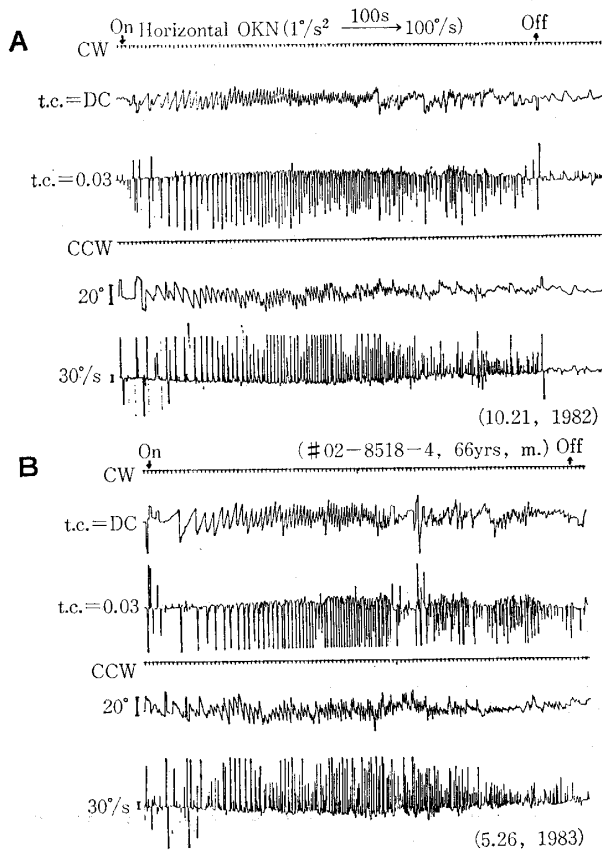 On Horizontal OKN (1°/s² 100s→ 100°/s) Off
A
CW
t.c.=DC
t.c.=0.03
CCW
20°
30°/s
(10.21, 1982)
B
On (#02-8518-4, 66yrs, m.) Off
CW
t.c.=DC
t.c.=0.03
CCW
20°
30°/s
(5.26, 1983)